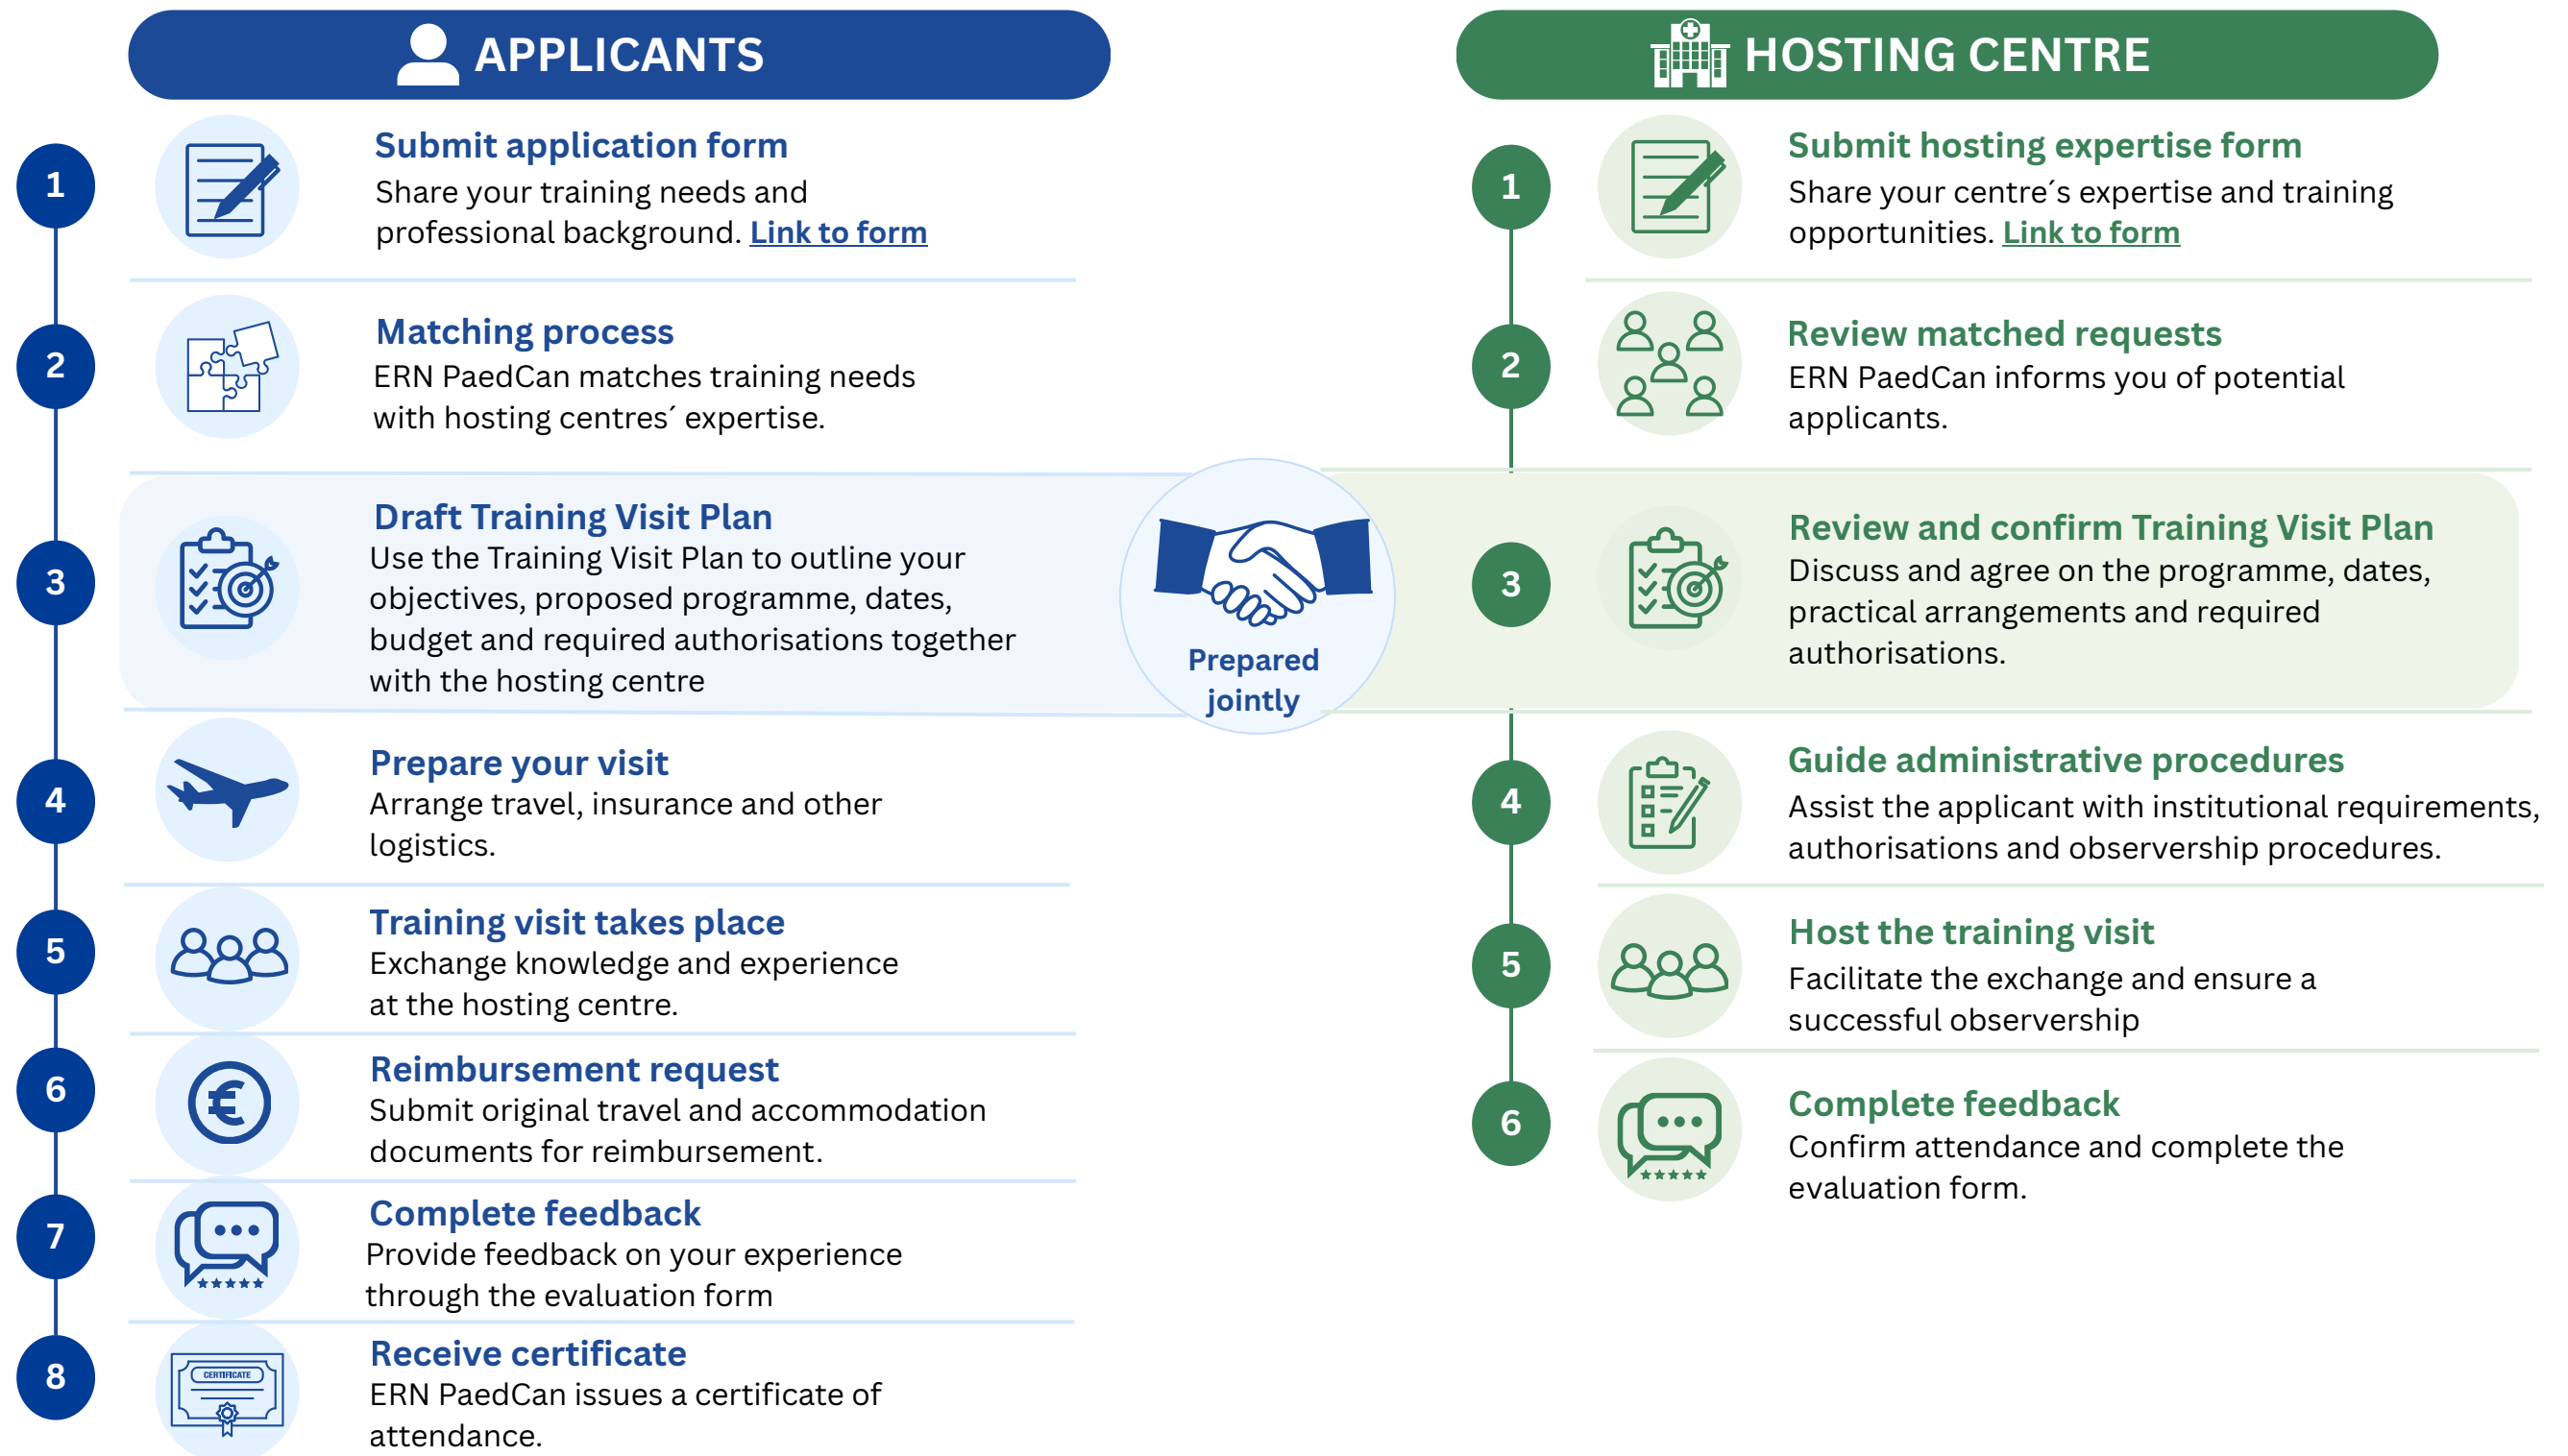 APPLICANTS
1
Submit application form
Share your training needs and
professional background. Link to form
2
Matching process
ERN PaedCan matches training needs
with hosting centres´ expertise.
3
Draft Training Visit Plan
Use the Training Visit Plan to outline your
objectives, proposed programme, dates,
budget and required authorisations together
with the hosting centre
4
Prepare your visit
Arrange travel, insurance and other
logistics.
5
Training visit takes place
Exchange knowledge and experience
at the hosting centre.
6
Reimbursement request
Submit original travel and accommodation
documents for reimbursement.
7
Complete feedback
Provide feedback on your experience
through the evaluation form
8
CERTIFICATE
Receive certificate
ERN PaedCan issues a certificate of
attendance.
Prepared
jointly
HOSTING CENTRE
1
Submit hosting expertise form
Share your centre´s expertise and training
opportunities. Link to form
2
Review matched requests
ERN PaedCan informs you of potential
applicants.
3
Review and confirm Training Visit Plan
Discuss and agree on the programme, dates,
practical arrangements and required
authorisations.
4
Guide administrative procedures
Assist the applicant with institutional requirements,
authorisations and observership procedures.
5
Host the training visit
Facilitate the exchange and ensure a
successful observership
6
Complete feedback
Confirm attendance and complete the
evaluation form.